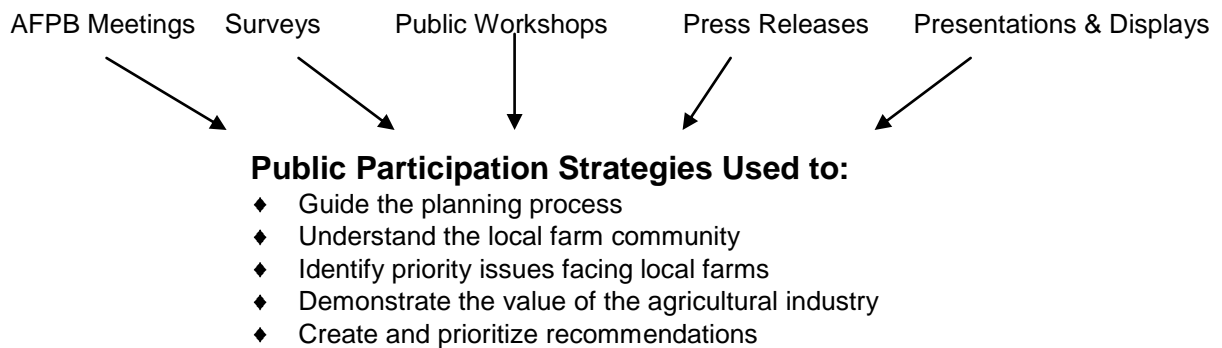 AFPB Meetings Surveys Public Workshops Press Releases Presentations & Displays
Public Participation Strategies Used to:
♦ Guide the planning process
♦ Understand the local farm community
♦ Identify priority issues facing local farms
♦ Demonstrate the value of the agricultural industry
♦ Create and prioritize recommendations